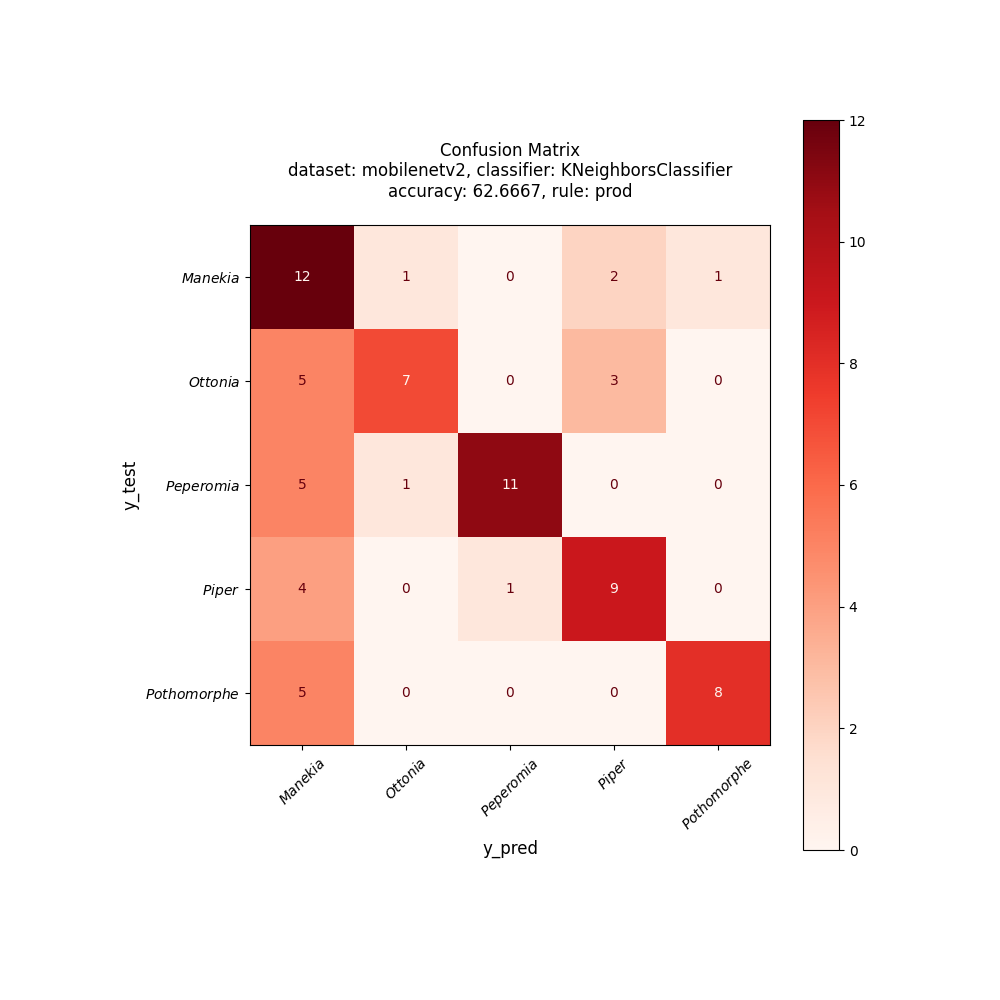 Confusion Matrix
dataset: mobilenetv2, classifier: KNeighborsClassifier
accuracy: 62.6667, rule: prod
Manekia 12 1 0 2 1
Ottonia 5 7 0 3 0
Peperomia 5 1 11 0 0
Piper 4 0 1 9 0
Pothomorphe 5 0 0 0 8
y_test
Manekia Ottonia Peperomia Piper Pothomorphe
y_pred
12
10
8
6
4
2
0